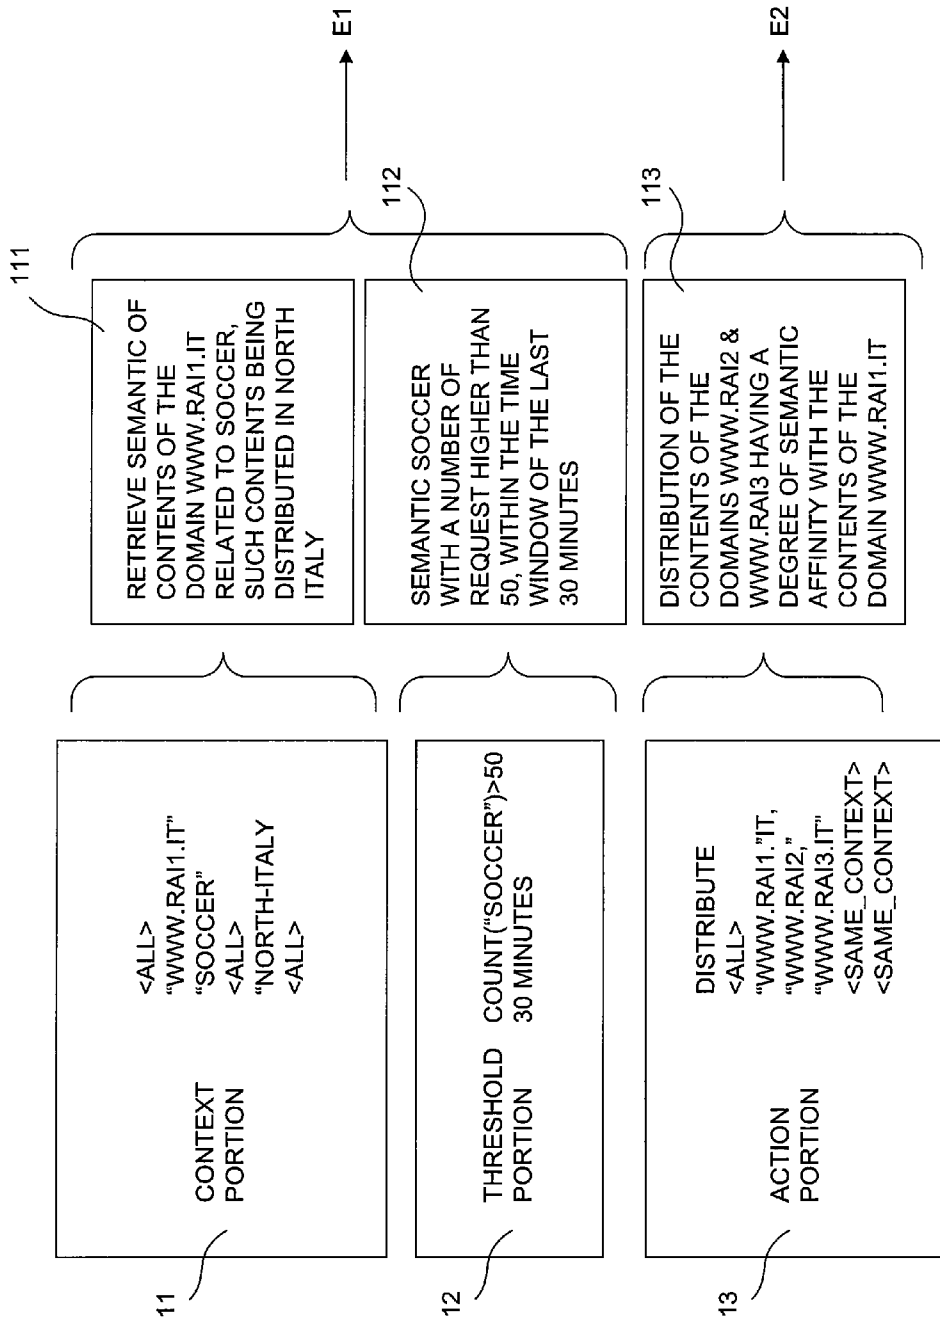 11
CONTEXT
PORTION
<ALL>
“WWW.RAI1.IT”
“SOCCER”
<ALL>
“NORTH-ITALY
<ALL>
111
RETRIEVE SEMANTIC OF
CONTENTS OF THE
DOMAIN WWW.RAI1.IT
RELATED TO SOCCER,
SUCH CONTENTS BEING
DISTRIBUTED IN NORTH
ITALY
E1
12
THRESHOLD
PORTION
COUNT(“SOCCER”)>50
30 MINUTES
112
SEMANTIC SOCCER
WITH A NUMBER OF
REQUEST HIGHER THAN
50, WITHIN THE TIME
WINDOW OF THE LAST
30 MINUTES
13
ACTION
PORTION
DISTRIBUTE
<ALL>
“WWW.RAI1.”IT,
“WWW.RAI2,”
“WWW.RAI3.IT”
<SAME_CONTEXT>
<SAME_CONTEXT>
113
DISTRIBUTION OF THE
CONTENTS OF THE
DOMAINS WWW.RAI2 &
WWW.RAI3 HAVING A
DEGREE OF SEMANTIC
AFFINITY WITH THE
CONTENTS OF THE
DOMAIN WWW.RAI1.IT
E2